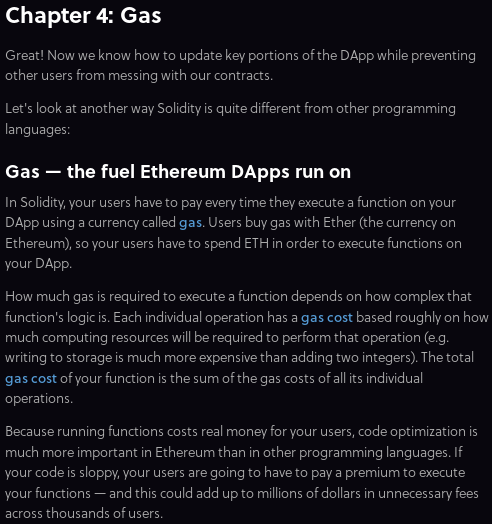 Chapter 4: Gas
Great! Now we know how to update key portions of the DApp while preventing
other users from messing with our contracts.
Let's look at another way Solidity is quite different from other programming
languages:
Gas — the fuel Ethereum DApps run on
In Solidity, your users have to pay every time they execute a function on your
DApp using a currency called gas. Users buy gas with Ether (the currency on
Ethereum), so your users have to spend ETH in order to execute functions on
your DApp.
How much gas is required to execute a function depends on how complex that
function's logic is. Each individual operation has a gas cost based roughly on how
much computing resources will be required to perform that operation (e.g.
writing to storage is much more expensive than adding two integers). The total
gas cost of your function is the sum of the gas costs of all its individual
operations.
Because running functions costs real money for your users, code optimization is
much more important in Ethereum than in other programming languages. If
your code is sloppy, your users are going to have to pay a premium to execute
your functions — and this could add up to millions of dollars in unnecessary fees
across thousands of users.